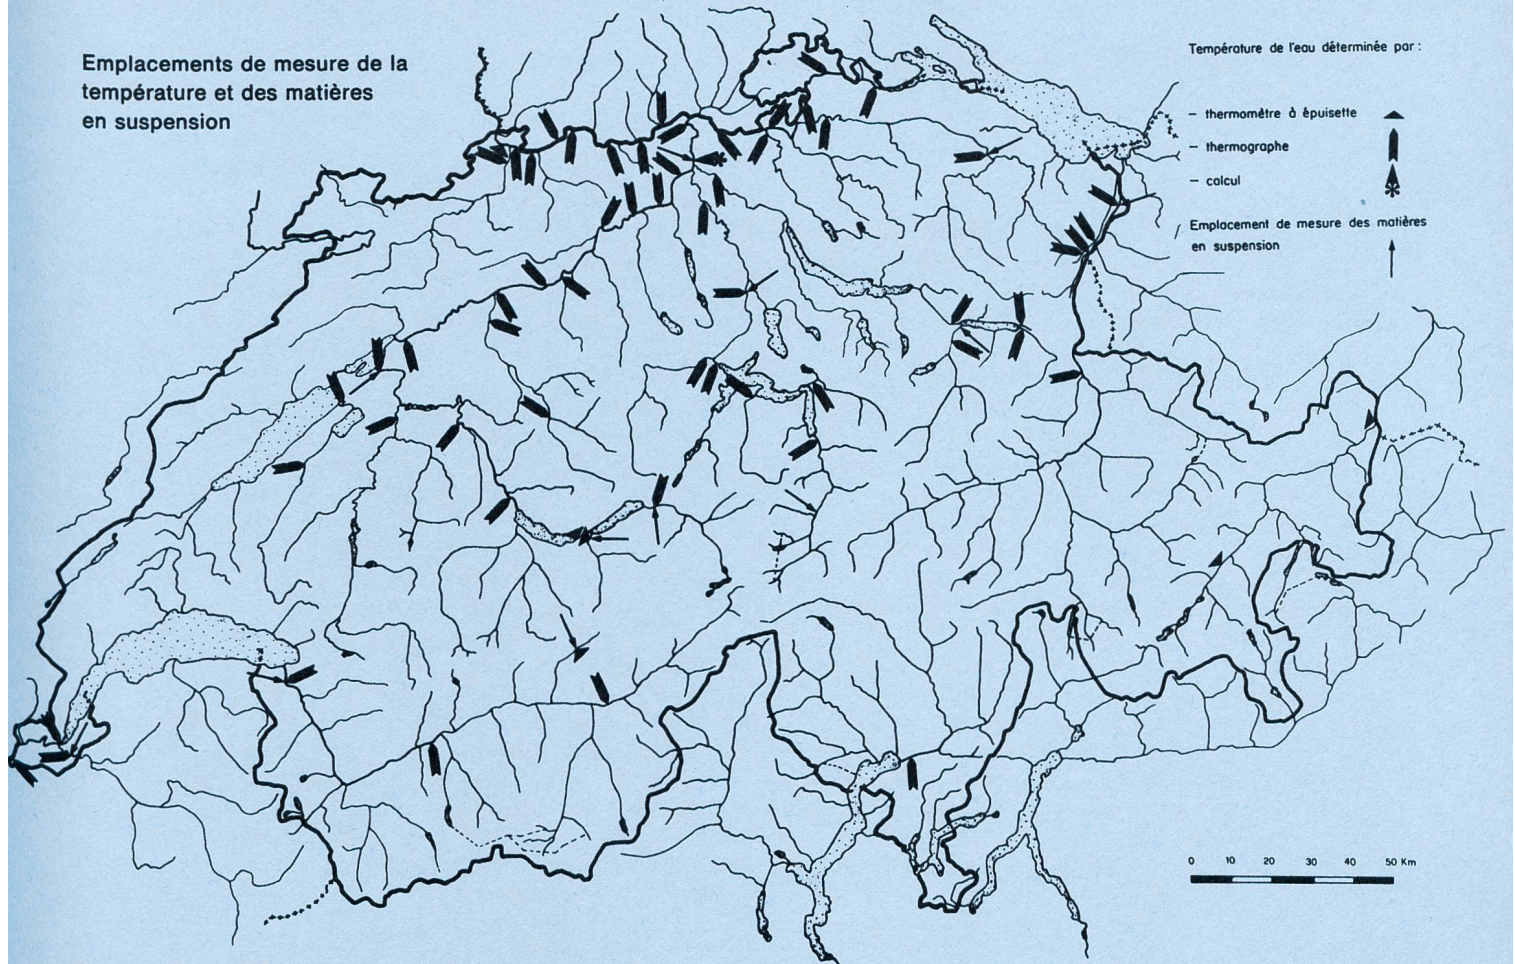 Emplacements de mesure de la
température et des matières
en suspension
Température de l'eau déterminée par :
– thermomètre à épuisette
– thermographe
– calcul
Emplacement de mesure des matières
en suspension
0 10 20 30 40 50 Km